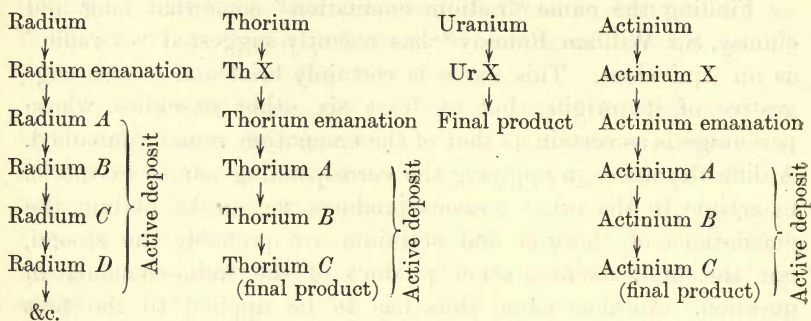 Radium
Radium emanation
Radium A
Radium B
Radium C
Radium D
&c.
Active deposit
Thorium
Th X
Thorium emanation
Thorium A
Thorium B
Thorium C
(final product)
Active deposit
Uranium
Ur X
Final product
Actinium
Actinium X
Actinium emanation
Actinium A
Actinium B
Actinium C
(final product)
Active deposit